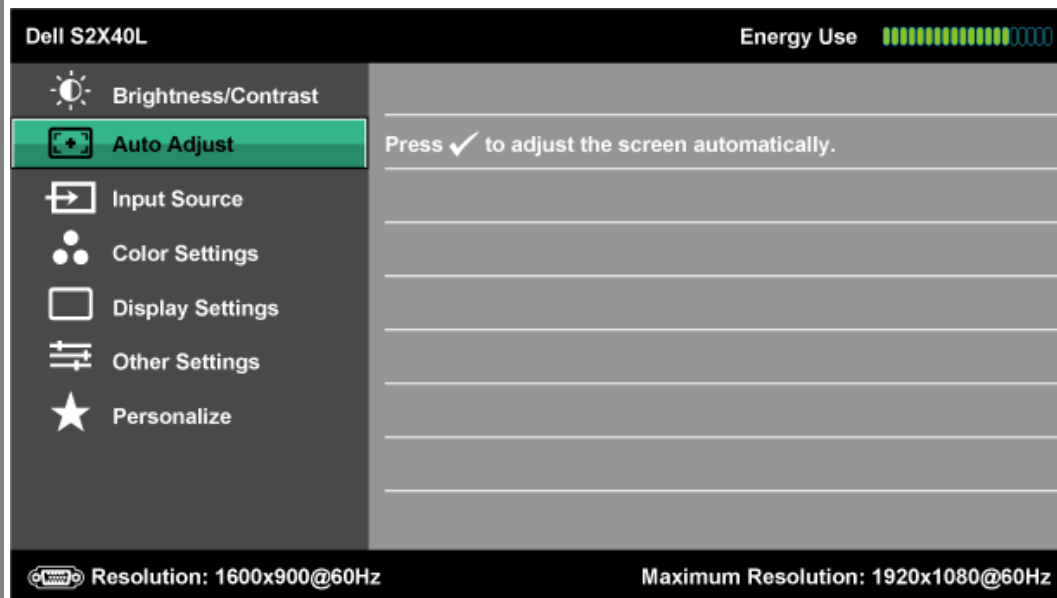 Dell S2X40L Energy Use
Brightness/Contrast
Auto Adjust Press ✓ to adjust the screen automatically.
Input Source
Color Settings
Display Settings
Other Settings
Personalize
Resolution: 1600x900@60Hz Maximum Resolution: 1920x1080@60Hz